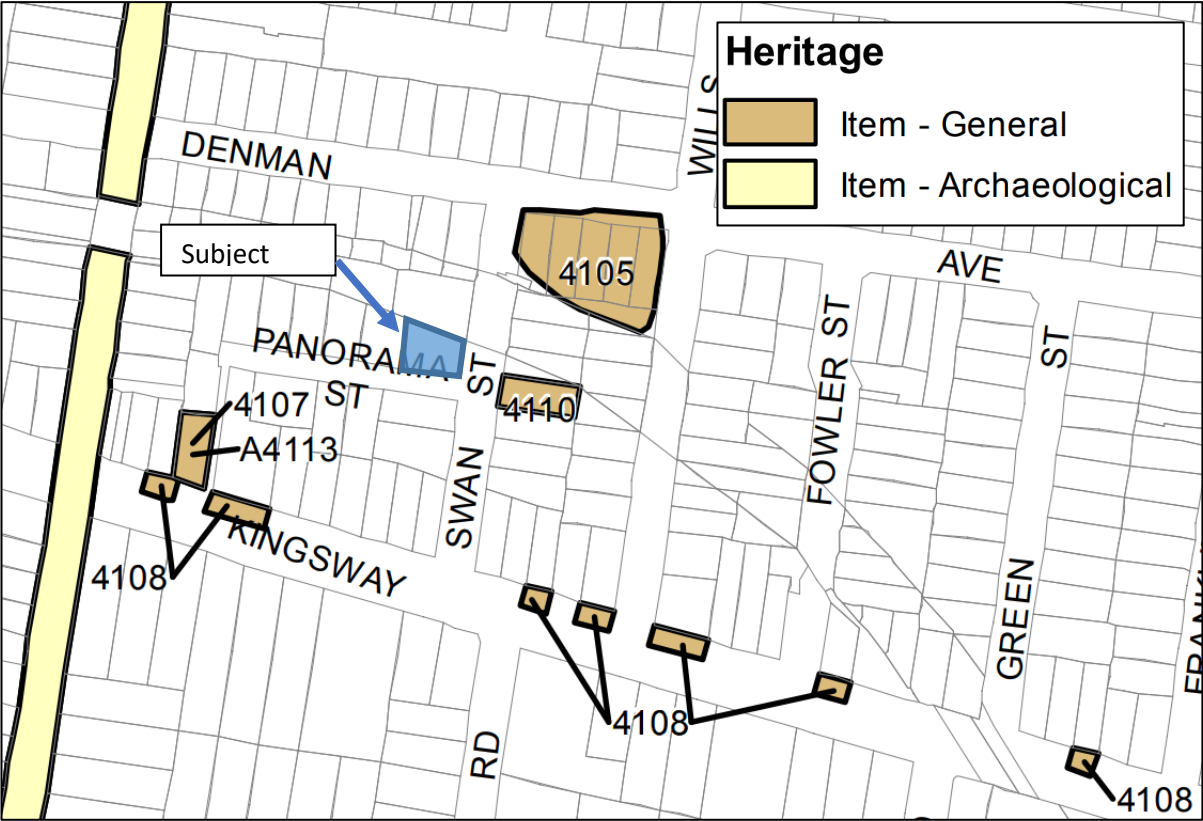 Heritage
Item - General
Item - Archaeological
WILLS
DENMAN
AVE
Subject
4105
PANORAMA
ST
ST
4110
FOWLER ST
ST
4107
A4113
SWAN
KINGSWAY
4108
GREEN
4108
RD
4108